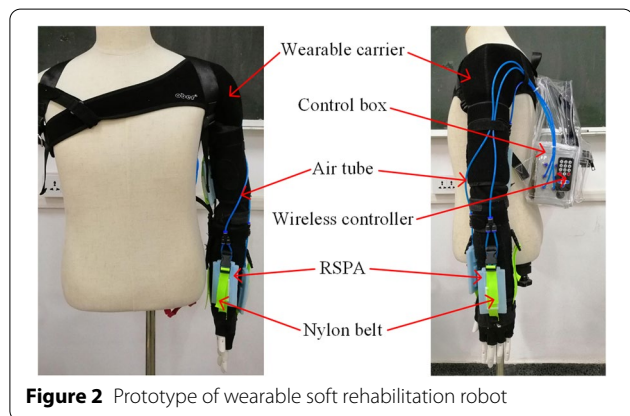 Wearable carrier
Control box
Air tube
Wireless controller
RSPA
Nylon belt
Figure 2 Prototype of wearable soft rehabilitation robot